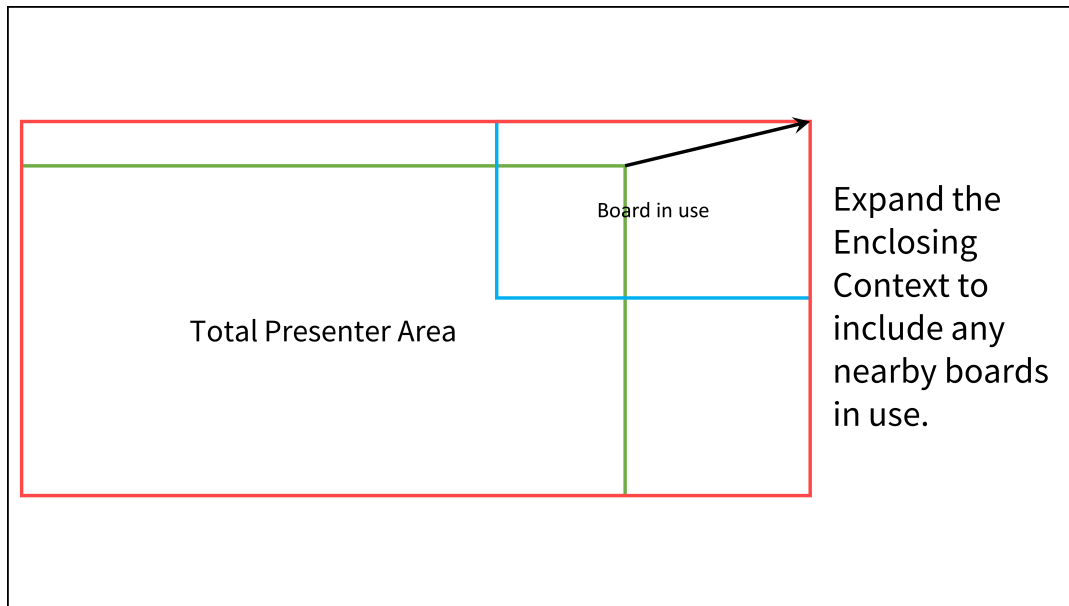 Board in use
Total Presenter Area
Expand the
Enclosing
Context to
include any
nearby boards
in use.